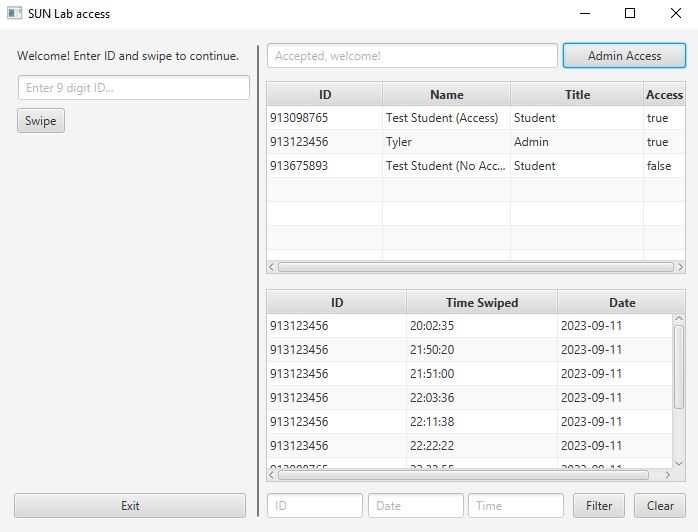 SUN Lab access
Welcome! Enter ID and swipe to continue.
Enter 9 digit ID...
Swipe
Exit
Accepted, welcome!
Admin Access
ID Name Title Access
913098765 Test Student (Access) Student true
913123456 Tyler Admin true
913675893 Test Student (No Acc... Student false
ID Time Swiped Date
913123456 20:02:35 2023-09-11
913123456 21:50:20 2023-09-11
913123456 21:51:00 2023-09-11
913123456 22:03:36 2023-09-11
913123456 22:11:38 2023-09-11
913123456 22:22:22 2023-09-11
ID Date Time Filter Clear